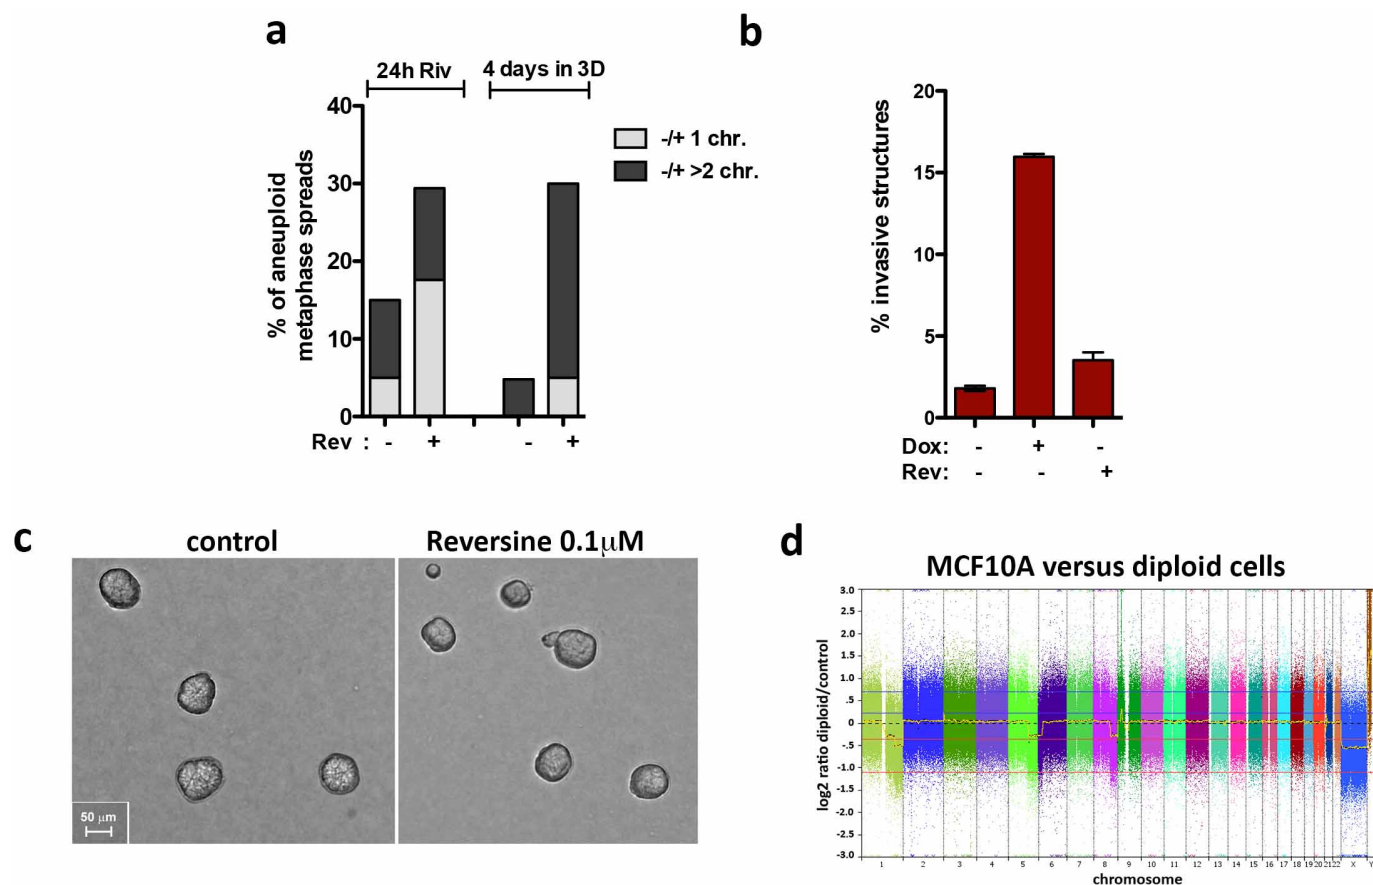 a
24h Riv
4 days in 3D
% of aneuploid
metaphase spreads
40
30
20
10
0
-/+ 1 chr.
-/+ >2 chr.
Rev : - + - +
b
% invasive structures
20
15
10
5
0
Dox: - + -
Rev: - - +
c
control
Reversine 0.1μM
50 μm
d
MCF10A versus diploid cells
log2 ratio diploid/control
3.0
2.5
2.0
1.5
1.0
.5
0
-.5
-1.0
-1.5
-2.0
-2.5
-3.0
1 2 3 4 5 6 7 8 9 10 11 12 13 14 15 16 17 18 19 20 21 22 X Y
chromosome